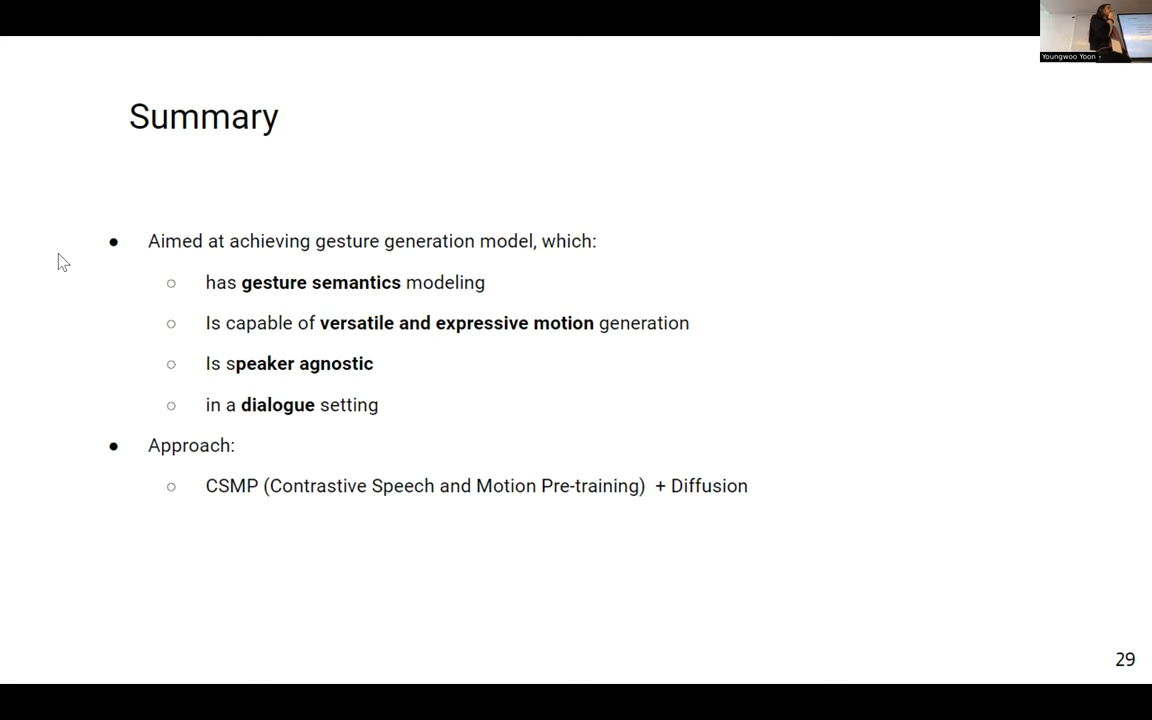 Youngwoo Yoon
Summary
● Aimed at achieving gesture generation model, which:
○ has gesture semantics modeling
○ Is capable of versatile and expressive motion generation
○ Is speaker agnostic
○ in a dialogue setting
● Approach:
○ CSMP (Contrastive Speech and Motion Pre-training) + Diffusion
29